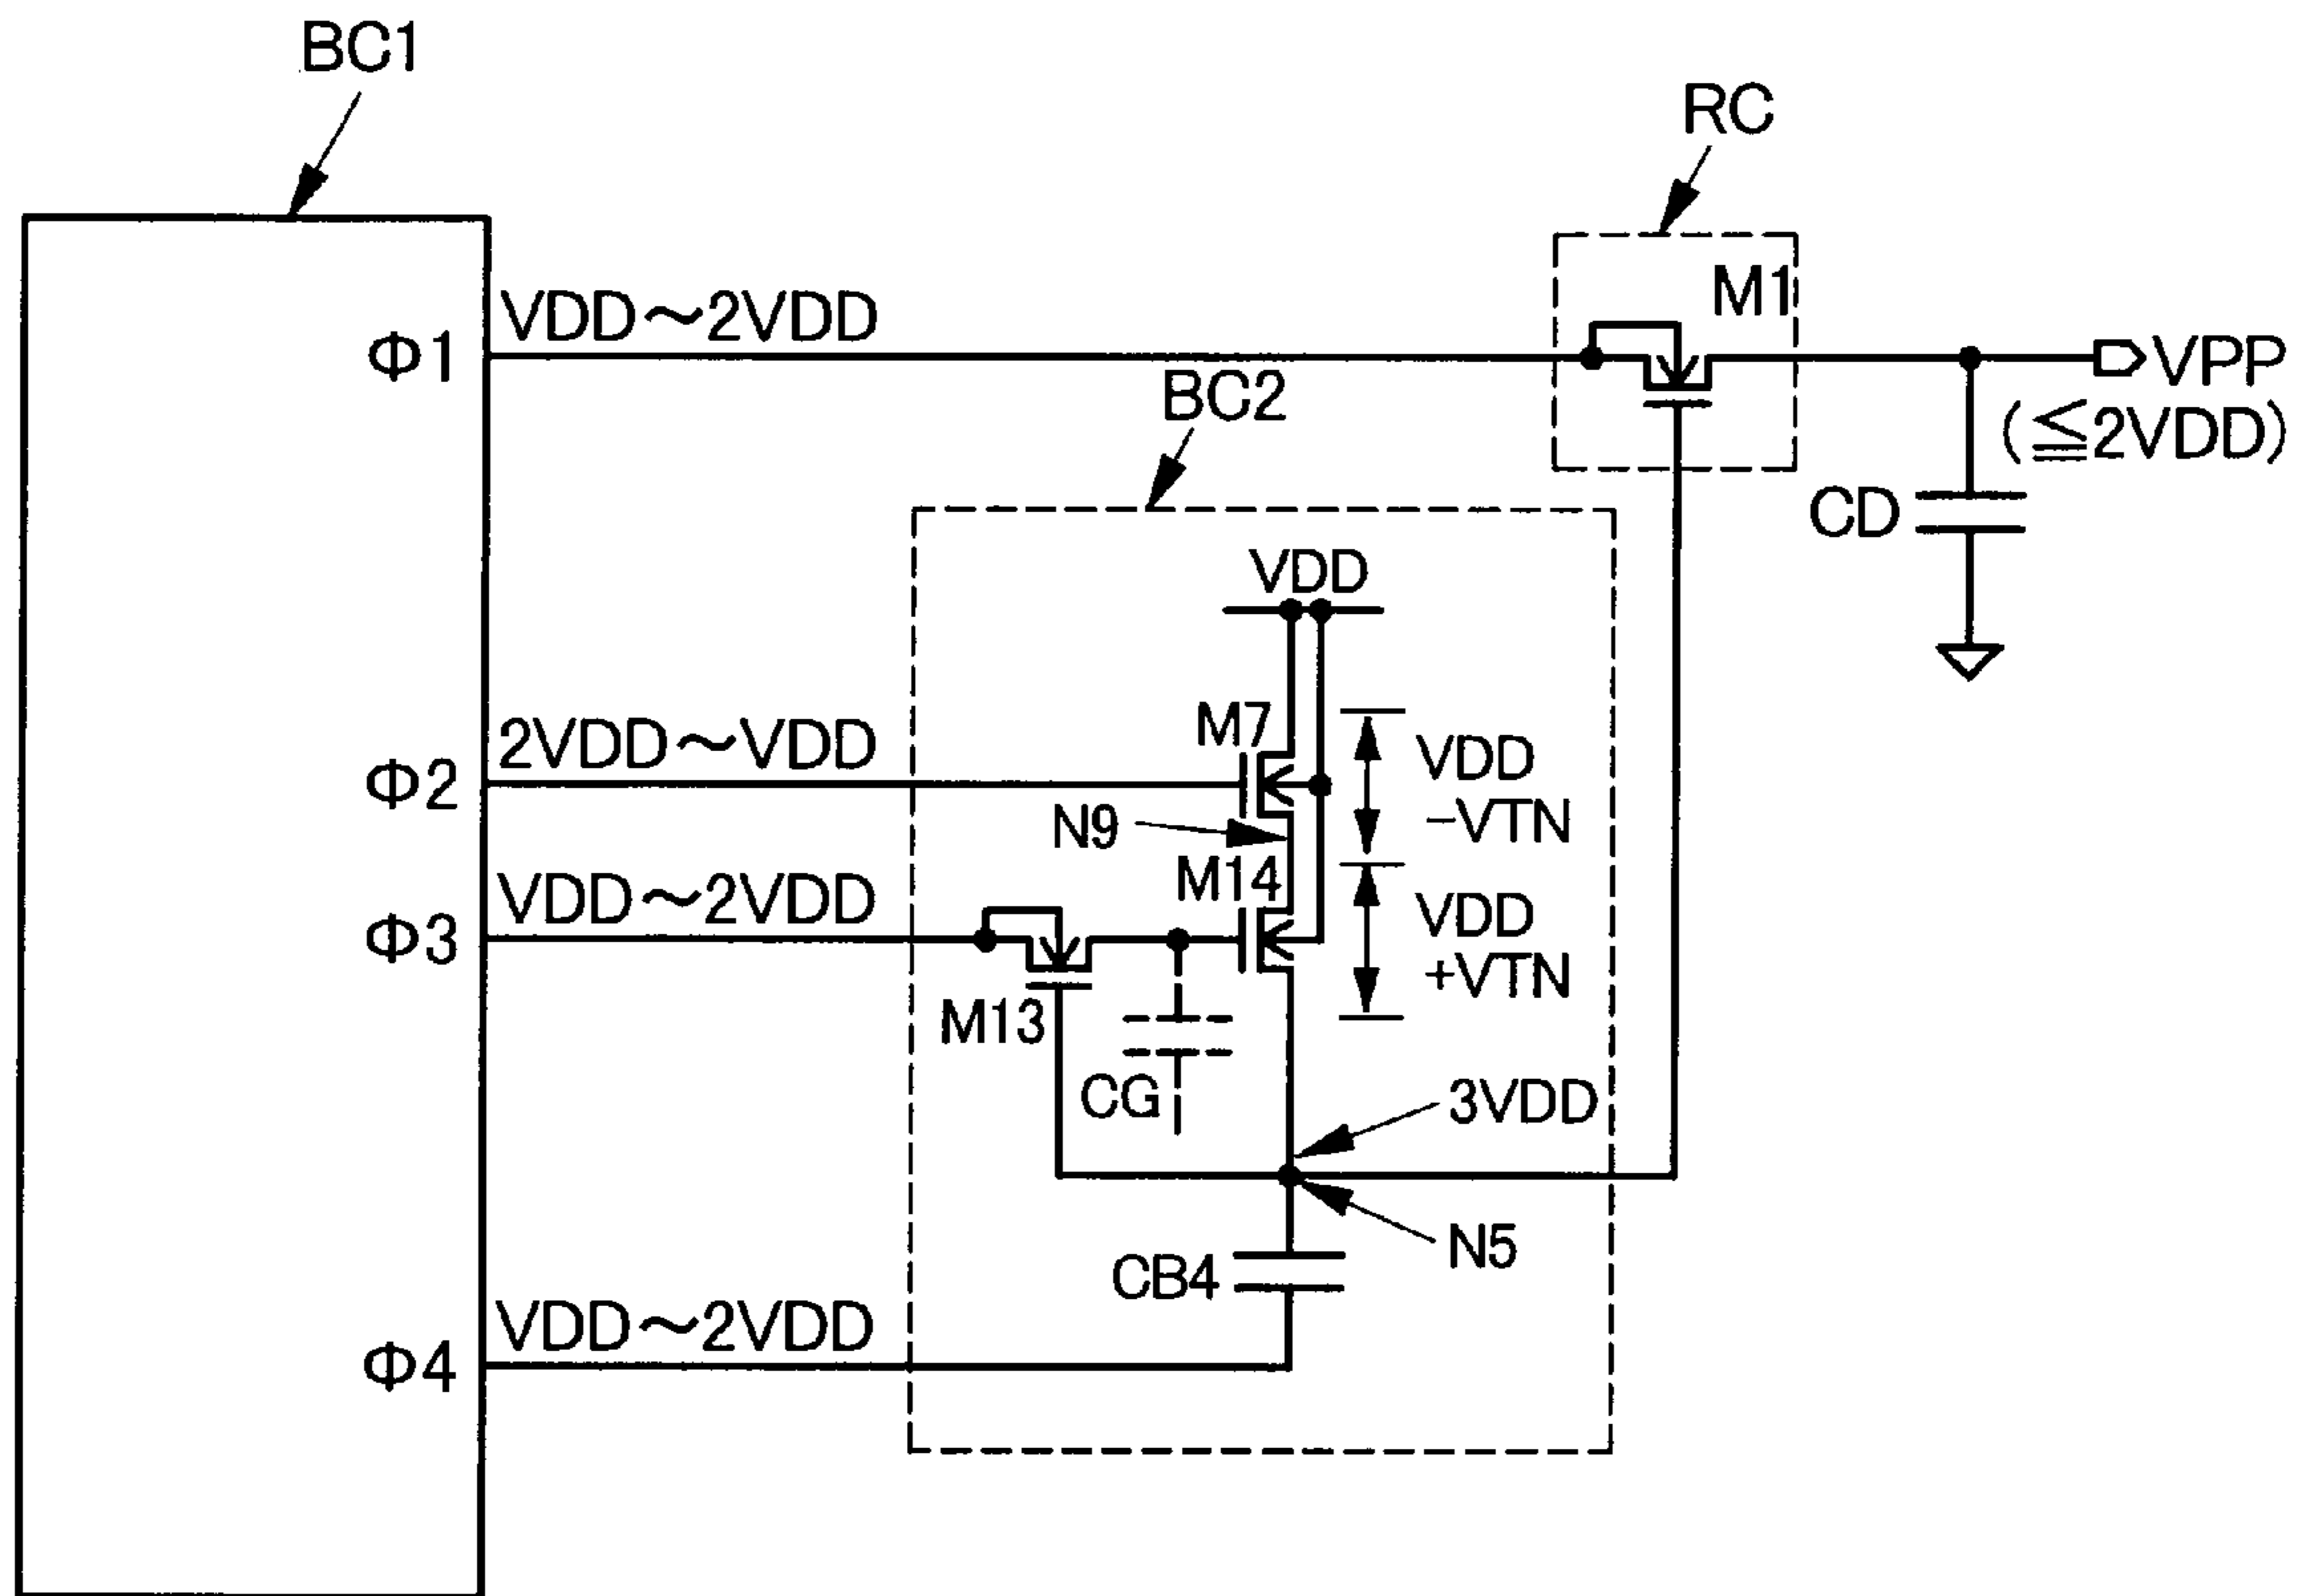 BC1
RC
M1
Φ1
VDD~2VDD
VPP
(≦2VDD)
BC2
CD
VDD
M7
Φ2
2VDD~VDD
VDD
-VTN
N9
M14
Φ3
VDD~2VDD
VDD
+VTN
M13
CG
3VDD
N5
CB4
Φ4
VDD~2VDD